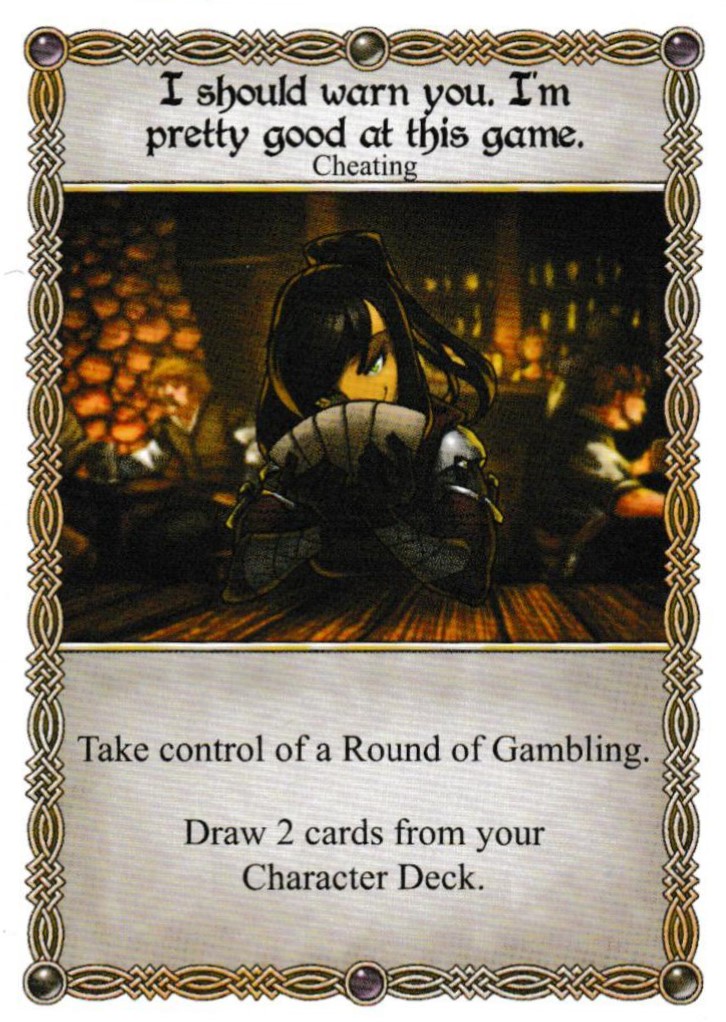 I should warn you. I'm
pretty good at this game.
Cheating
Take control of a Round of Gambling.
Draw 2 cards from your
Character Deck.